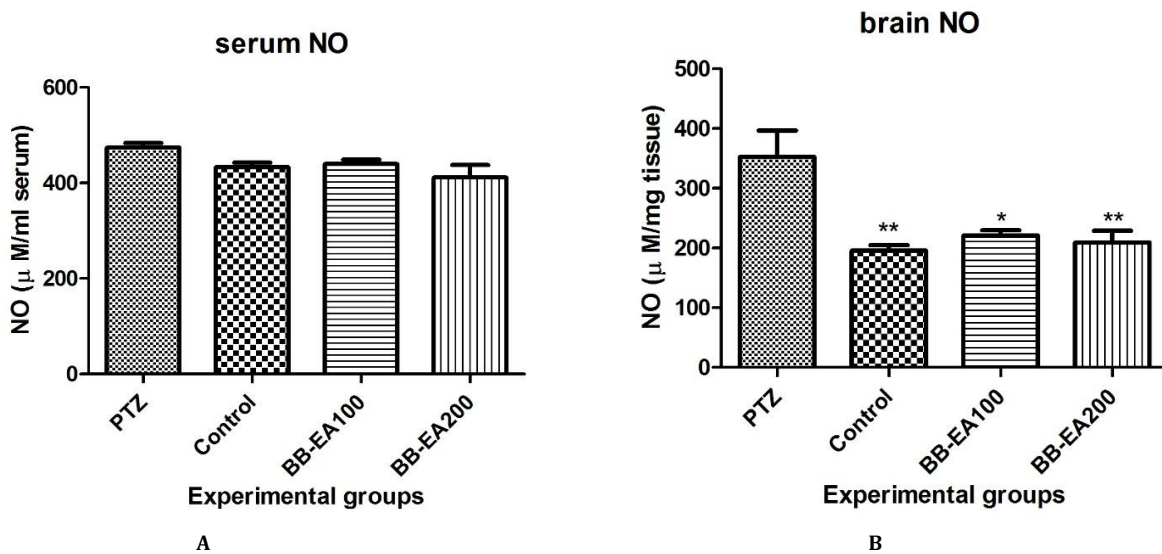 serum NO
NO (μ M/ml serum)
600
400
200
0
PTZ
Control
BB-EA100
BB-EA200
Experimental groups
A
brain NO
NO (μ M/mg tissue)
500
400
300
200
100
0
**
*
**
PTZ
Control
BB-EA100
BB-EA200
Experimental groups
B